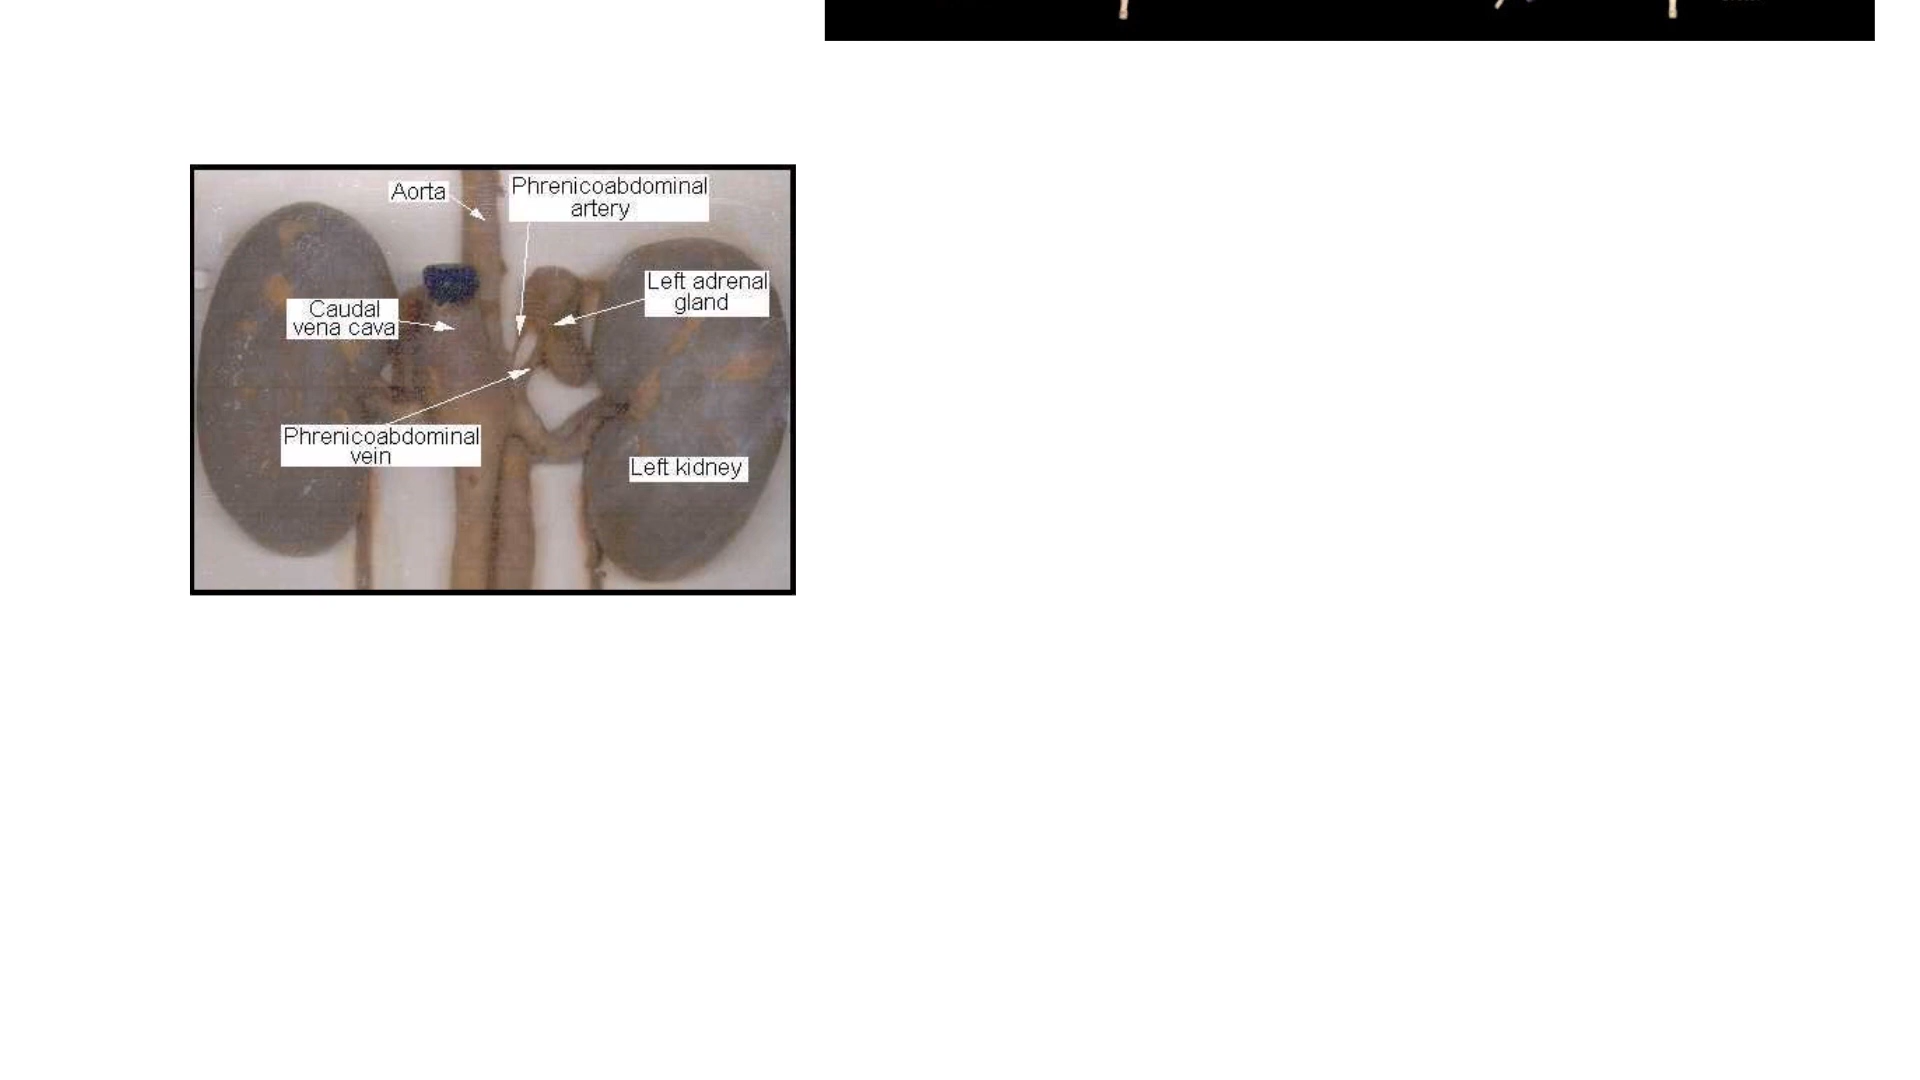 Aorta
Phrenicoabdominal
artery
Left adrenal
gland
Caudal
vena cava
Phrenicoabdominal
vein
Left kidney